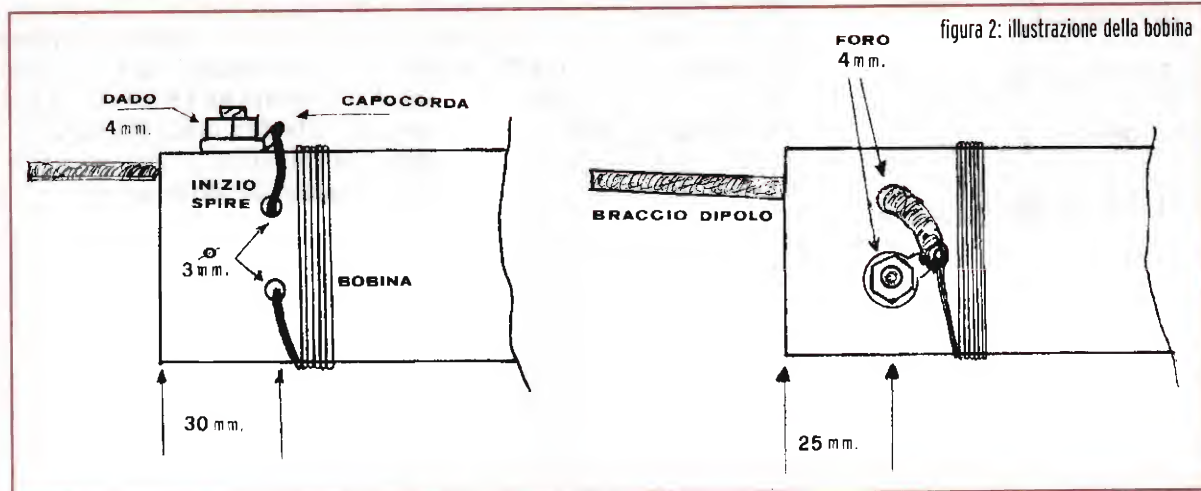 figura 2: illustrazione della bobina
DADO
4 mm.
CAPOCORDA
INIZIO
SPIRE
ø
3 mm.
BOBINA
30 mm.
FORO
4 mm.
BRACCIO DIPOLO
25 mm.